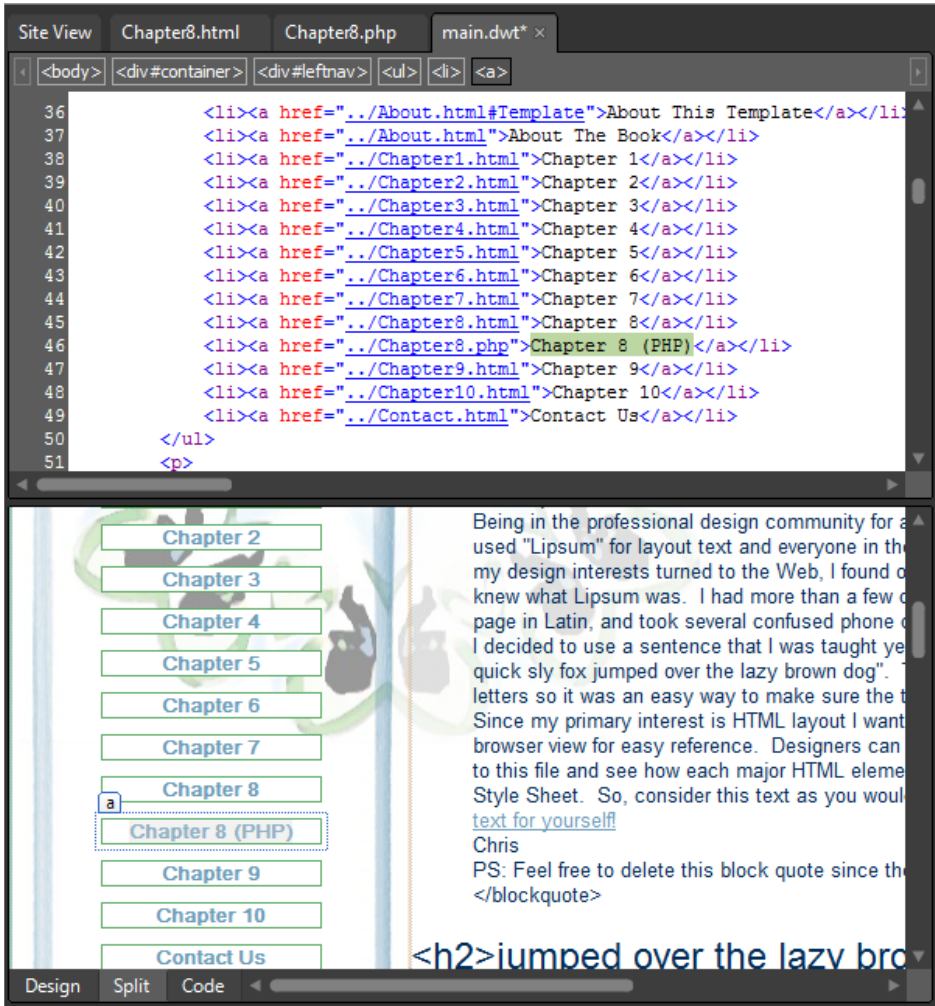 Site View Chapter8.html Chapter8.php main.dwt* ×
<body> <div#container> <div#leftnav> <ul> <li> <a>
36 <li><a href="../About.html#Template">About This Template</a></li>
37 <li><a href="../About.html">About The Book</a></li>
38 <li><a href="../Chapter1.html">Chapter 1</a></li>
39 <li><a href="../Chapter2.html">Chapter 2</a></li>
40 <li><a href="../Chapter3.html">Chapter 3</a></li>
41 <li><a href="../Chapter4.html">Chapter 4</a></li>
42 <li><a href="../Chapter5.html">Chapter 5</a></li>
43 <li><a href="../Chapter6.html">Chapter 6</a></li>
44 <li><a href="../Chapter7.html">Chapter 7</a></li>
45 <li><a href="../Chapter8.html">Chapter 8</a></li>
46 <li><a href="../Chapter8.php">Chapter 8 (PHP)</a></li>
47 <li><a href="../Chapter9.html">Chapter 9</a></li>
48 <li><a href="../Chapter10.html">Chapter 10</a></li>
49 <li><a href="../Contact.html">Contact Us</a></li>
50 </ul>
51 <p>
Chapter 2
Chapter 3
Chapter 4
Chapter 5
Chapter 6
Chapter 7
Chapter 8
a
Chapter 8 (PHP)
Chapter 9
Chapter 10
Contact Us
Being in the professional design community for a
used "Lipsum" for layout text and everyone in the
my design interests turned to the Web, I found o
knew what Lipsum was. I had more than a few c
page in Latin, and took several confused phone c
I decided to use a sentence that I was taught ye
quick sly fox jumped over the lazy brown dog". T
letters so it was an easy way to make sure the t
Since my primary interest is HTML layout I want
browser view for easy reference. Designers can
to this file and see how each major HTML eleme
Style Sheet. So, consider this text as you woul
text for yourself!
Chris
PS: Feel free to delete this block quote since the
</blockquote>
<h2>jumped over the lazy bro
Design Split Code